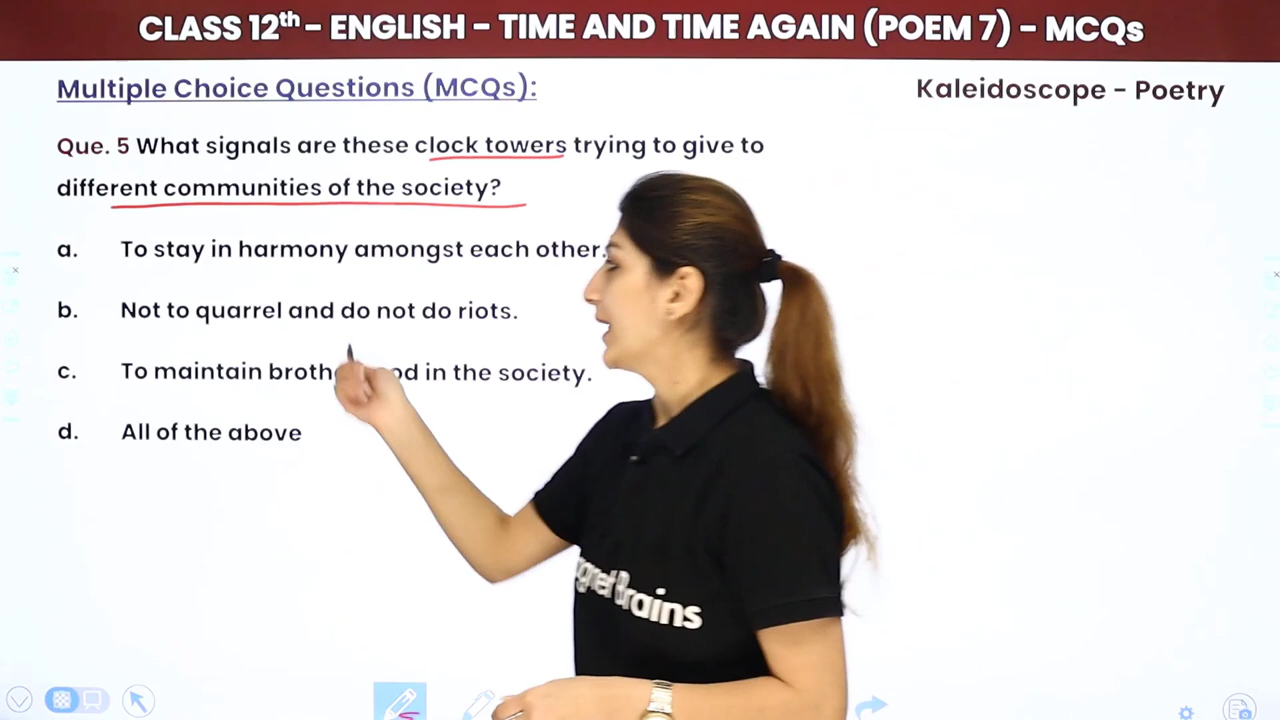 CLASS 12th – ENGLISH – TIME AND TIME AGAIN (POEM 7) – MCQs
Multiple Choice Questions (MCQs):
Kaleidoscope - Poetry
Que. 5 What signals are these clock towers trying to give to
different communities of the society?
a. To stay in harmony amongst each other.
b. Not to quarrel and do not do riots.
c. To maintain in the society.
d. All of the above
Brains